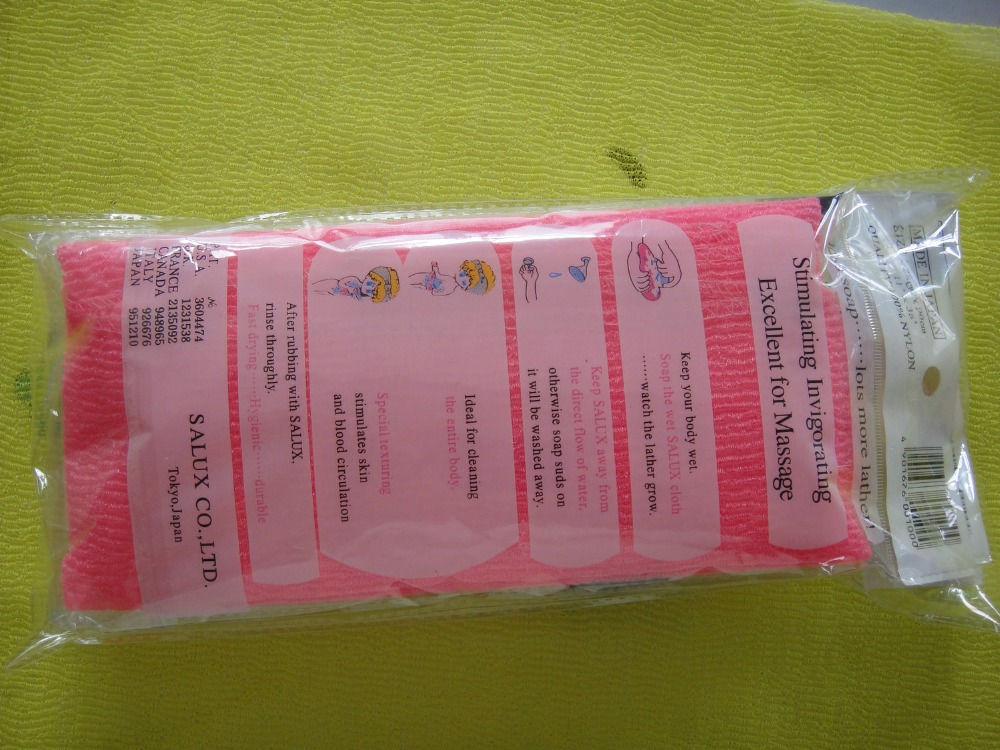 MADE IN JAPAN
100% NYLON
soap......lots more lather!
Stimulating Invigorating
Excellent for Massage
Keep your body wet.
Soap the wet SALUX cloth
......watch the lather grow.
Keep SALUX away from
the direct flow of water,
otherwise soap suds on
it will be washed away.
Ideal for cleaning
the entire body.
Special texturing
stimulates skin
and blood circulation
After rubbing with SALUX.
rinse throughly.
Fast drying......Hygienic......durable
SALUX CO.,LTD.
Tokyo,Japan
U.S.A. 3604474
1231538
FRANCE 2135092
CANADA 948965
ITALY 926676
JAPAN 951210